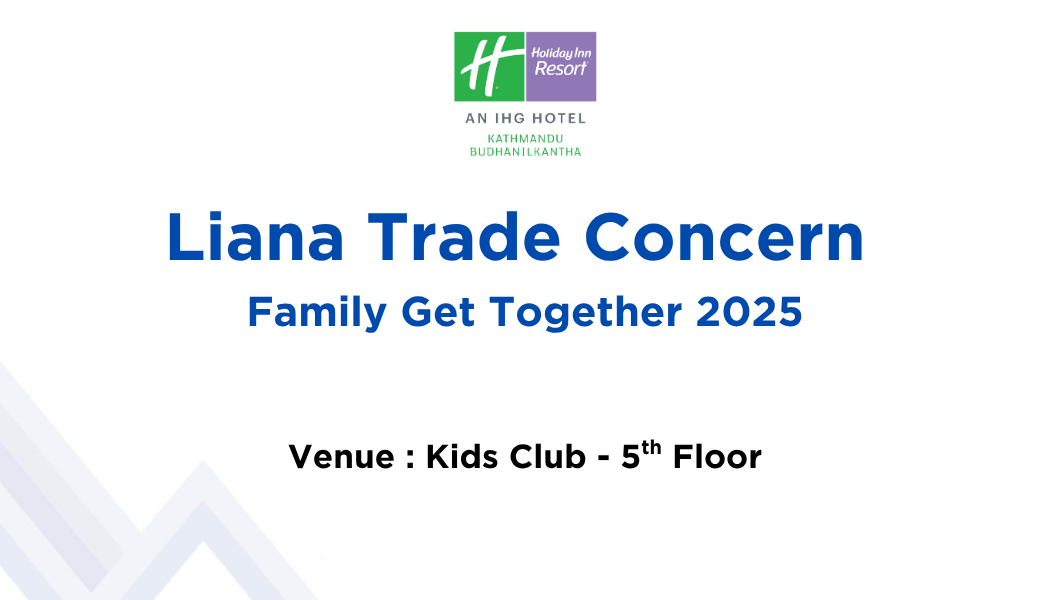 H Holiday Inn
Resort
AN IHG HOTEL
KATHMANDU
BUDHANILKANTHA
Liana Trade Concern
Family Get Together 2025
Venue : Kids Club - 5th Floor